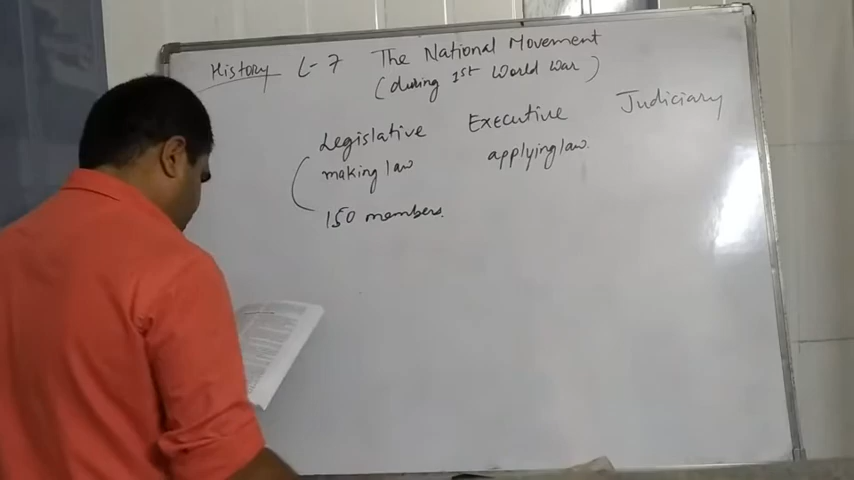 History L-7 The National Movement
(during 1st World War)
Legislative Executive Judiciary
making law applying law.
150 members.